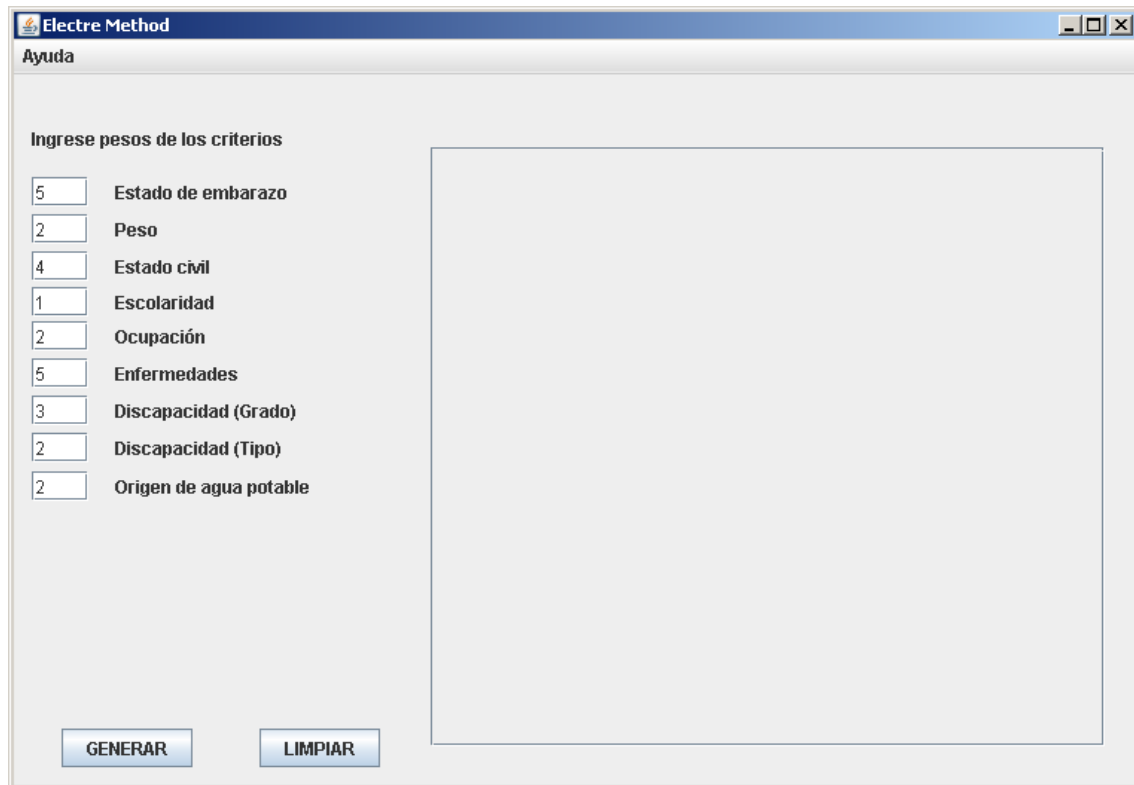 Electre Method
Ayuda
Ingrese pesos de los criterios
5 Estado de embarazo
2 Peso
4 Estado civil
1 Escolaridad
2 Ocupación
5 Enfermedades
3 Discapacidad (Grado)
2 Discapacidad (Tipo)
2 Origen de agua potable
GENERAR LIMPIAR